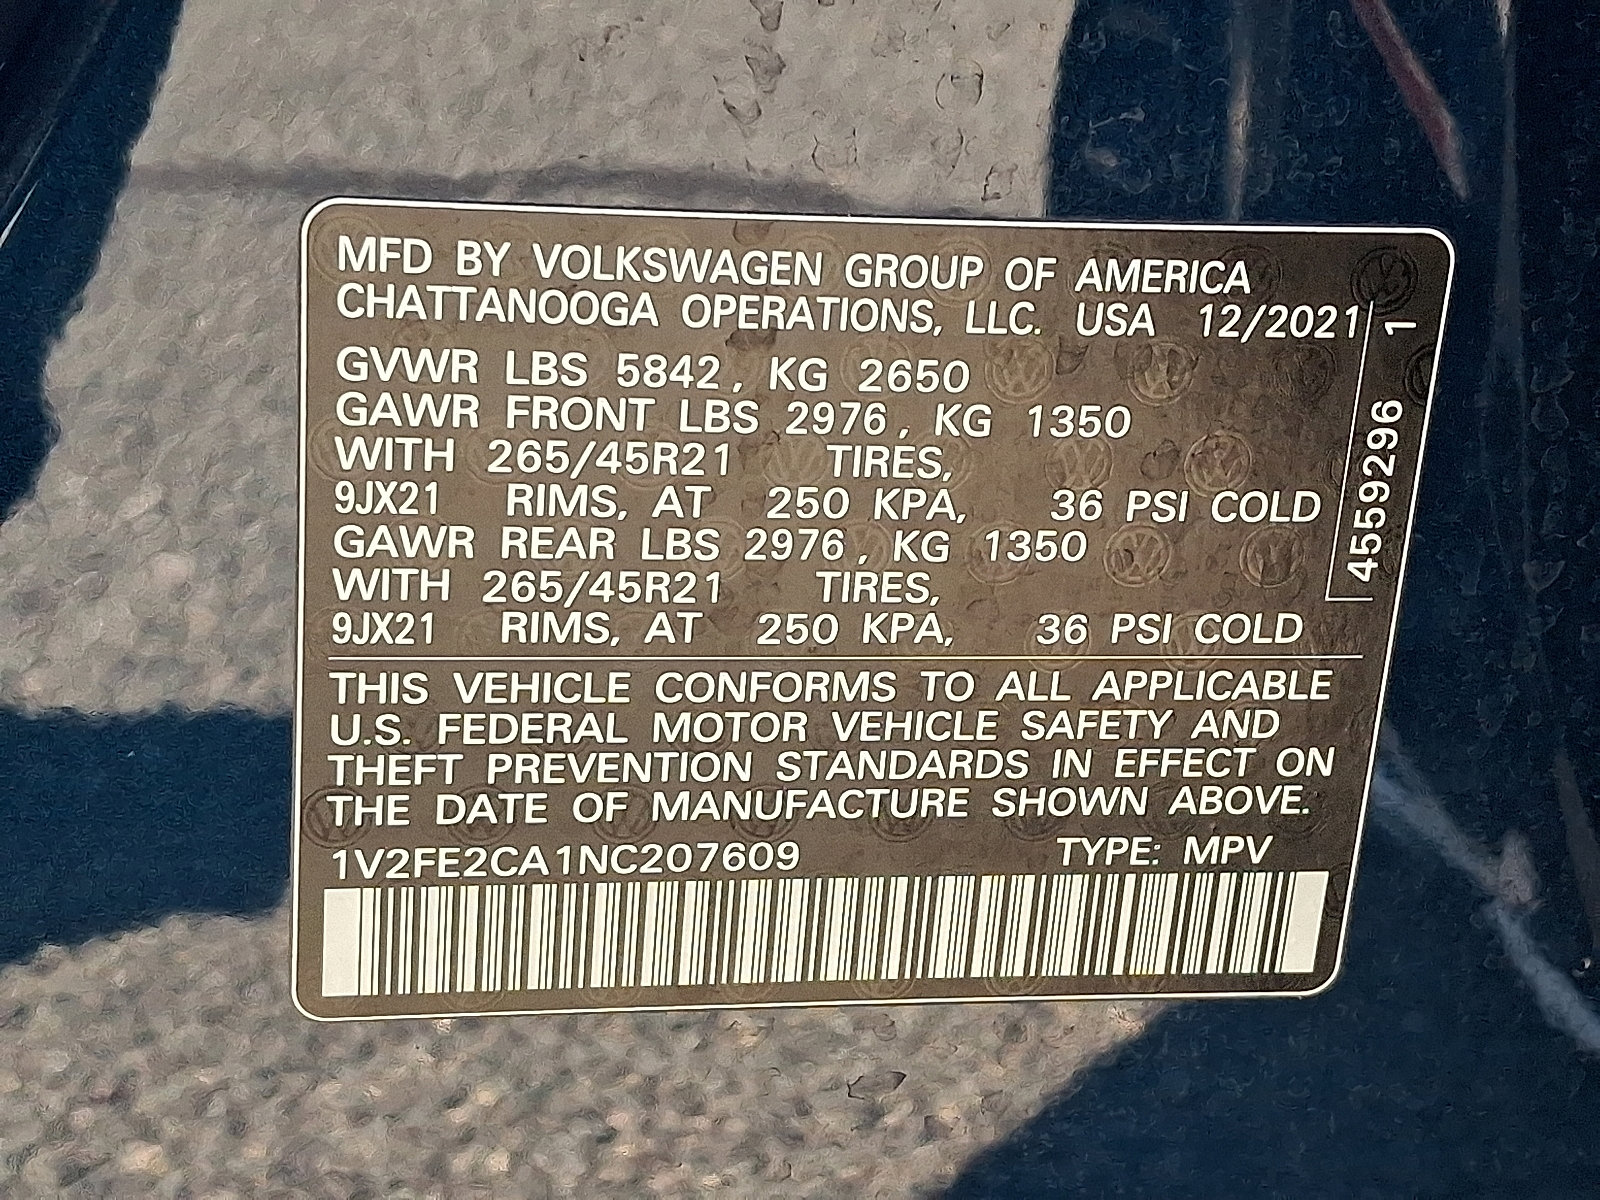 MFD BY VOLKSWAGEN GROUP OF AMERICA
CHATTANOOGA OPERATIONS, LLC. USA 12/2021
GVWR LBS 5842, KG 2650
GAWR FRONT LBS 2976, KG 1350
WITH 265/45R21 TIRES,
9JX21 RIMS, AT 250 KPA, 36 PSI COLD
GAWR REAR LBS 2976, KG 1350
WITH 265/45R21 TIRES,
9JX21 RIMS, AT 250 KPA, 36 PSI COLD
THIS VEHICLE CONFORMS TO ALL APPLICABLE
U.S. FEDERAL MOTOR VEHICLE SAFETY AND
THEFT PREVENTION STANDARDS IN EFFECT ON
THE DATE OF MANUFACTURE SHOWN ABOVE.
1V2FE2CA1NC207609 TYPE: MPV
4559296 1